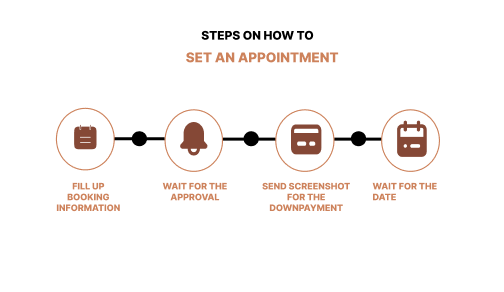 STEPS ON HOW TO
SET AN APPOINTMENT
FILL UP
BOOKING
INFORMATION
WAIT FOR THE
APPROVAL
SEND SCREENSHOT
FOR THE
DOWNPAYMENT
WAIT FOR THE
DATE